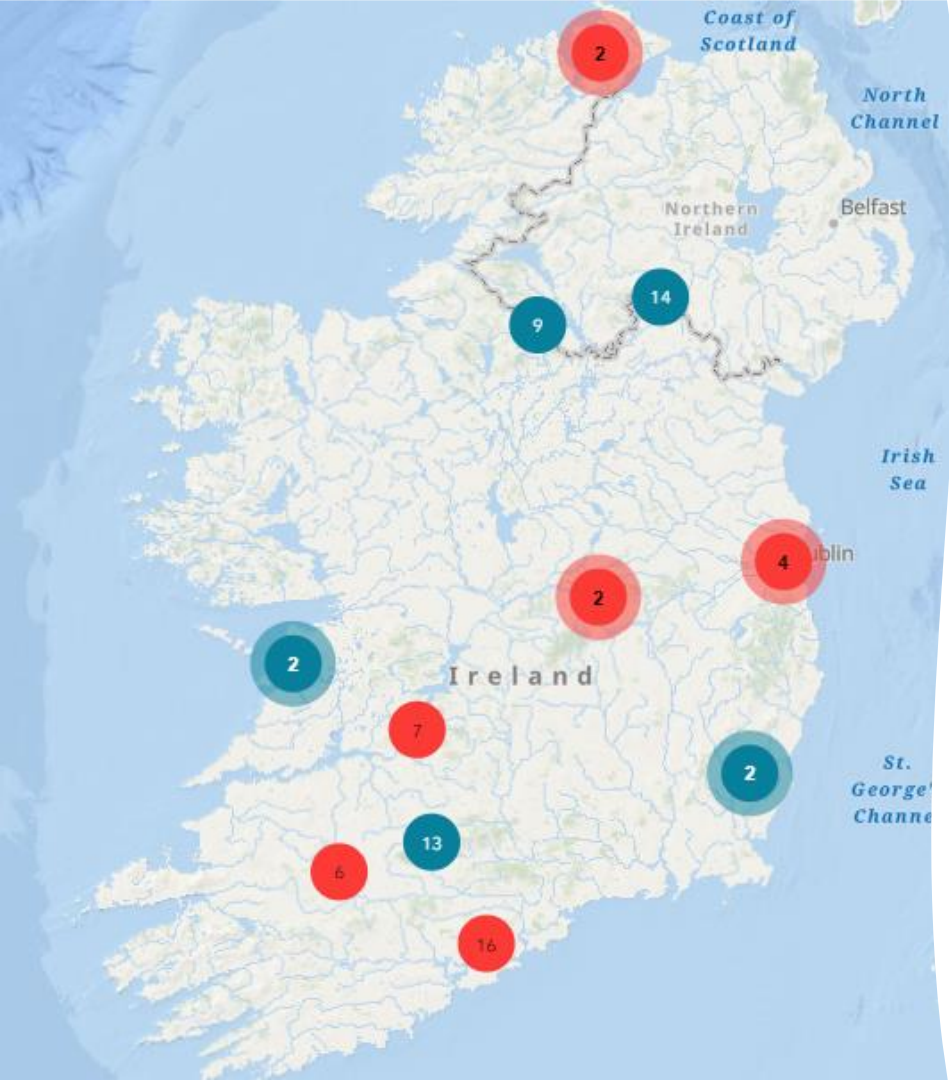 Coast of
Scotland
2
North
Channel
Belfast
Northern
Ireland
14
9
Irish
Sea
4
ublin
2
2
Ireland
7
2
St.
George'
Channe
13
6
16